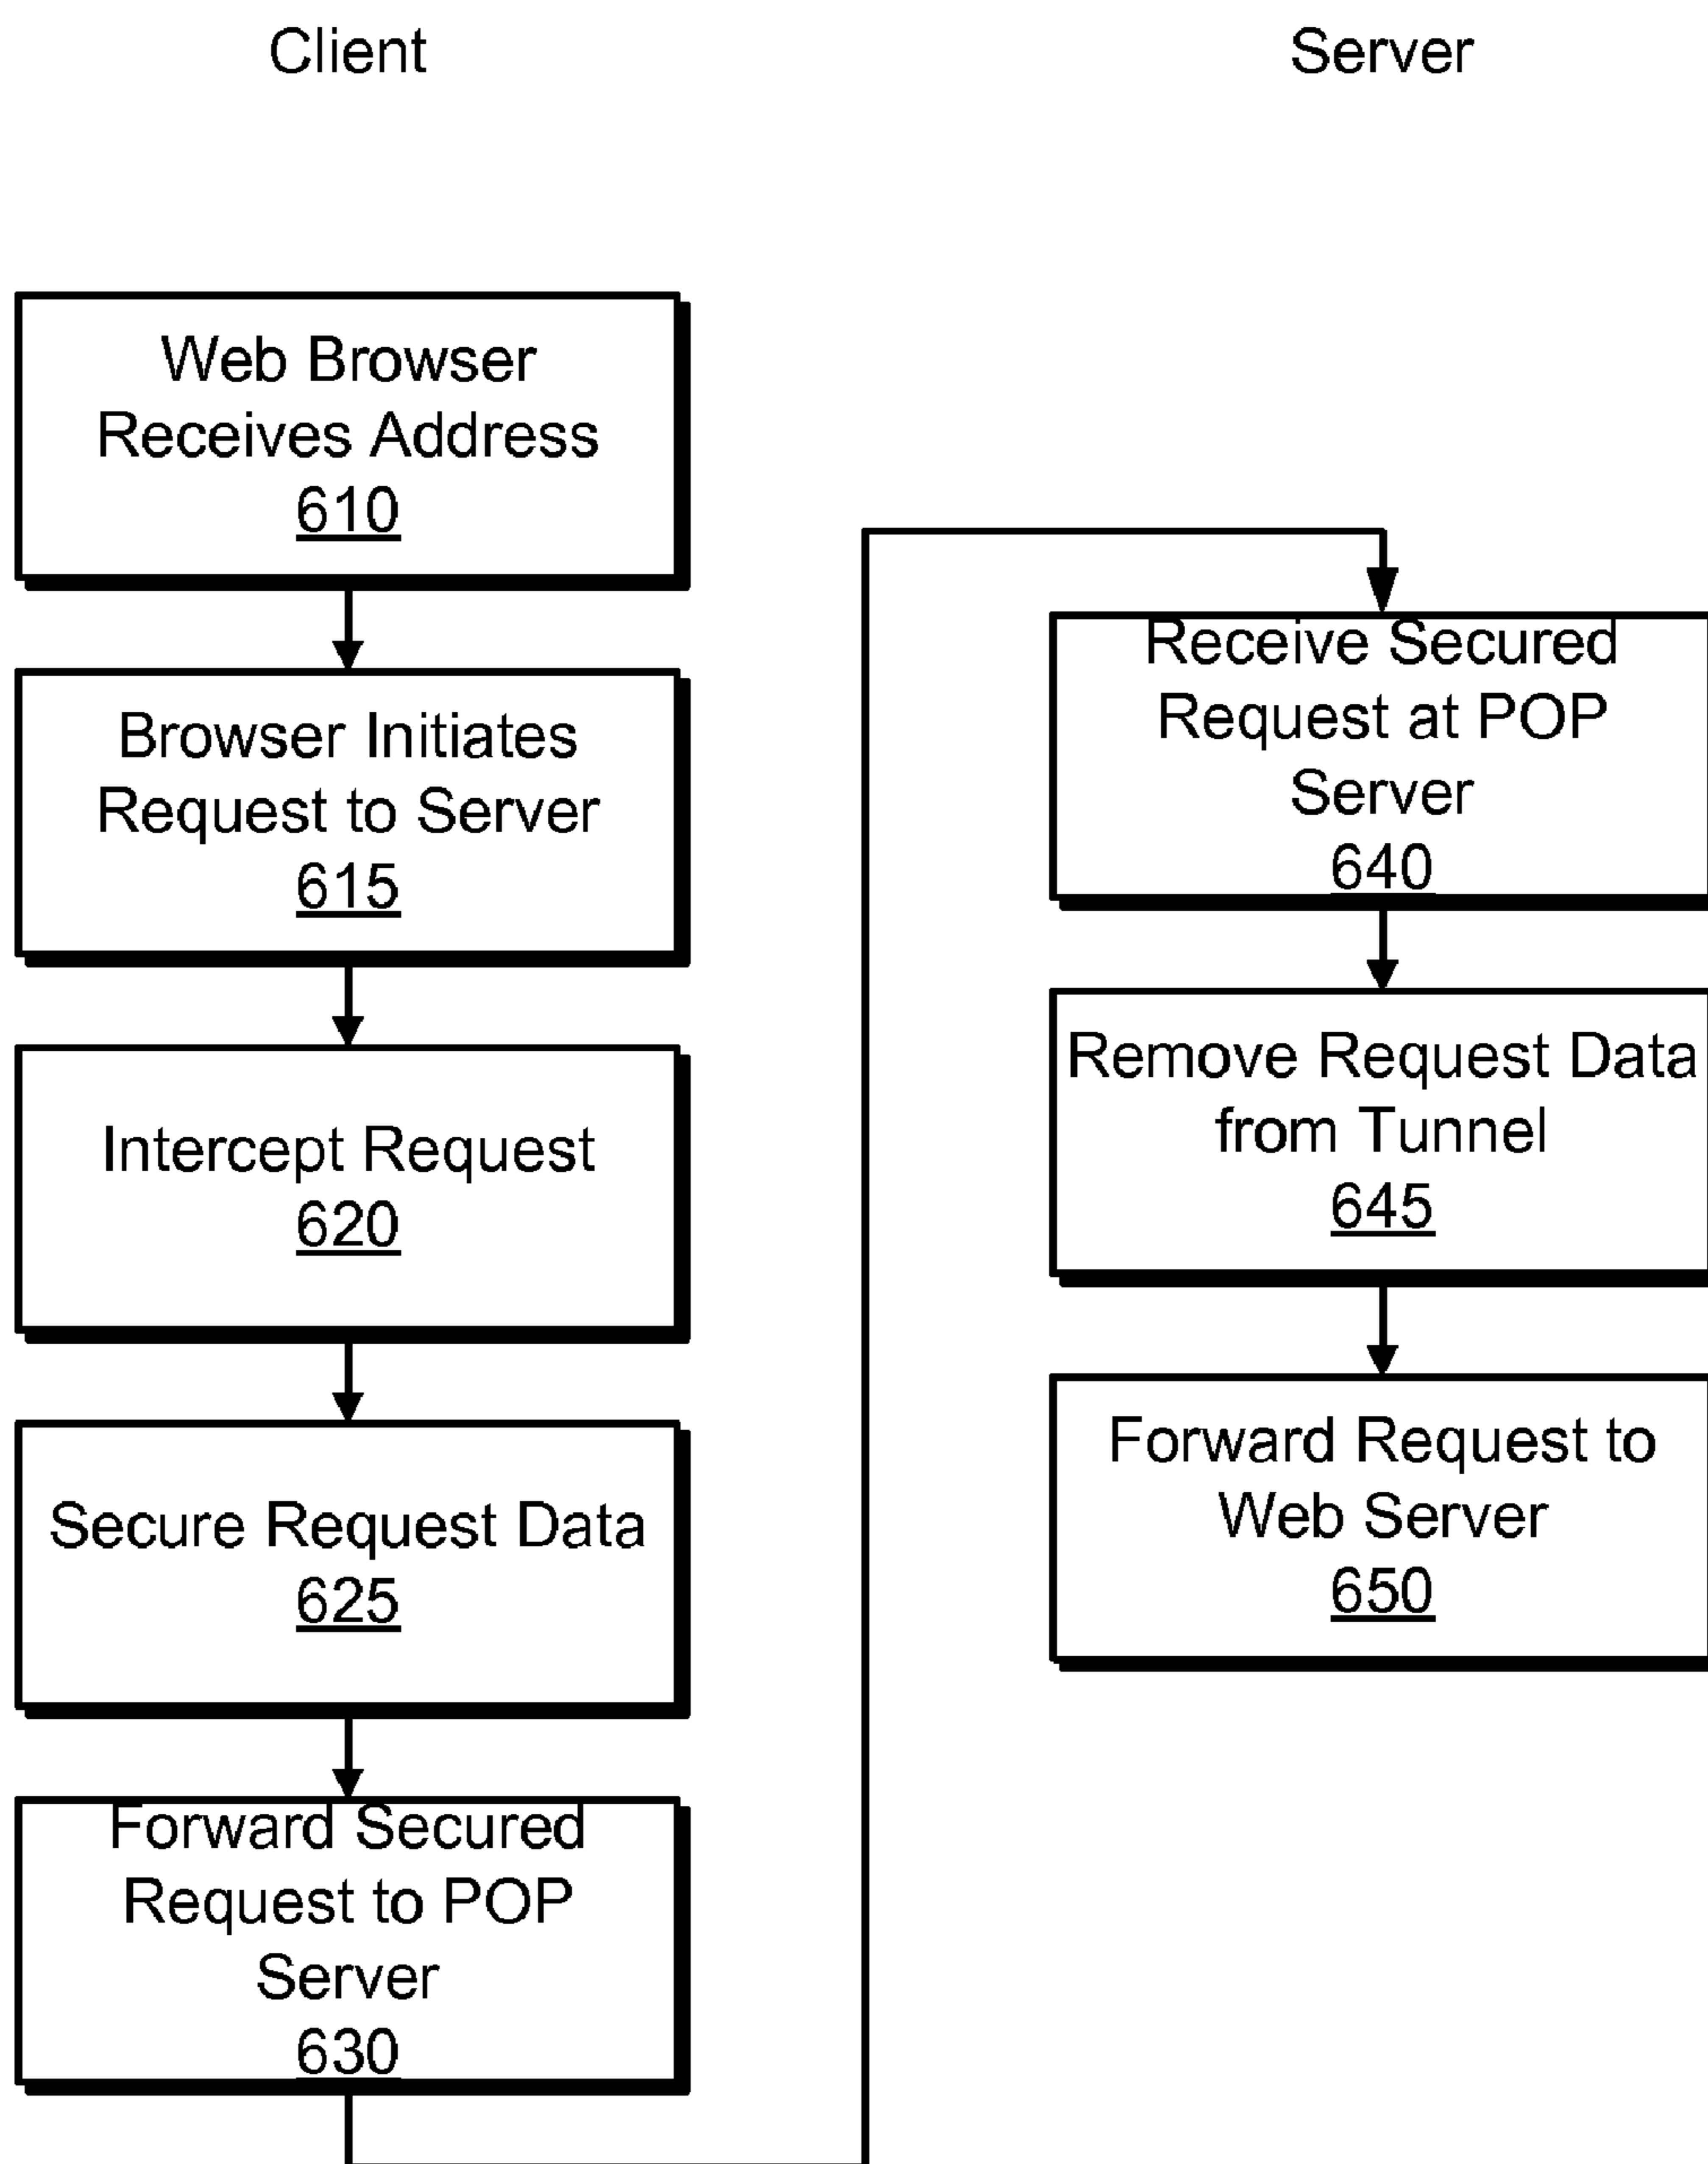 Client
Server
Web Browser
Receives Address
610
Browser Initiates
Request to Server
615
Intercept Request
620
Secure Request Data
625
Forward Secured
Request to POP
Server
630
Receive Secured
Request at POP
Server
640
Remove Request Data
from Tunnel
645
Forward Request to
Web Server
650